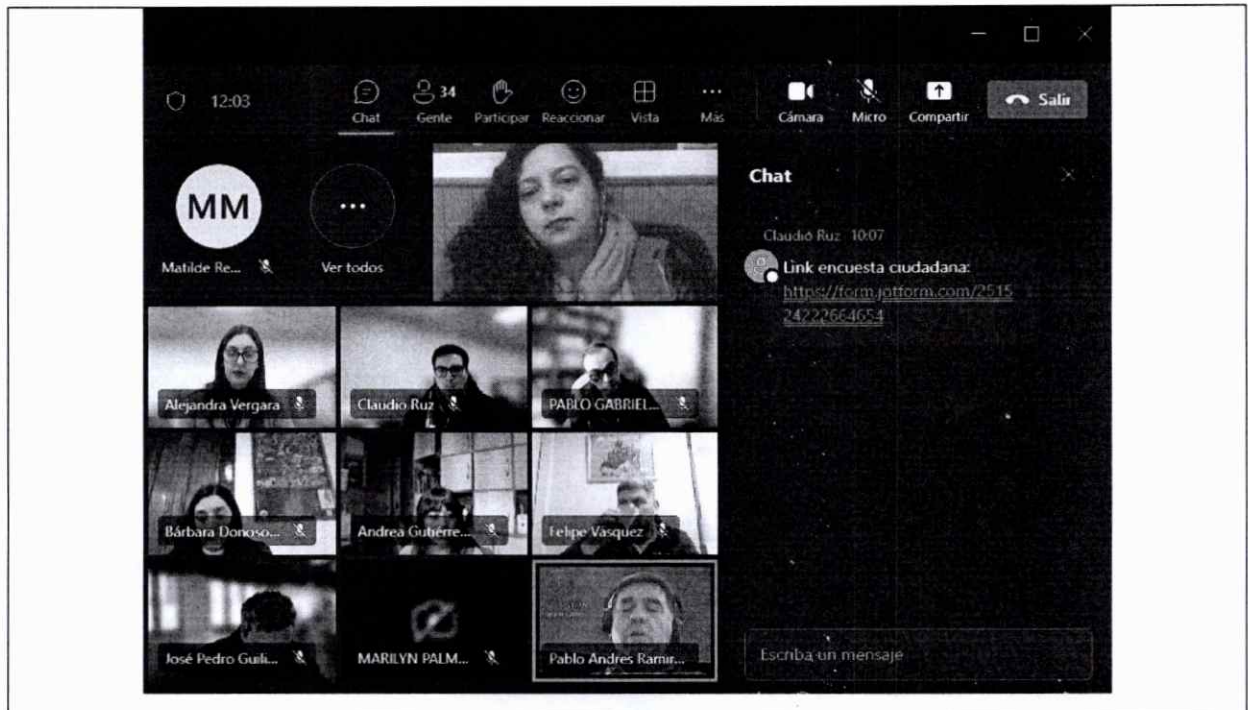 12:03
Chat
Gente 34
Participar
Reaccionar
Vista
Más
Cámara
Micro
Compartir
Salir
MM
Matilde Re...
Ver todos
Alejandra Vergara
Claudio Ruz
PABLO GABRIEL...
Bárbara Donoso...
Andrea Gutiérre...
Felipe Vásquez
José Pedro Guili...
MARILYN PALM...
Pablo Andres Ramir...
Chat
Claudio Ruz 10:07
Link encuesta ciudadana:
https://form.jotform.com/2515
24222664654
Escriba un mensaje